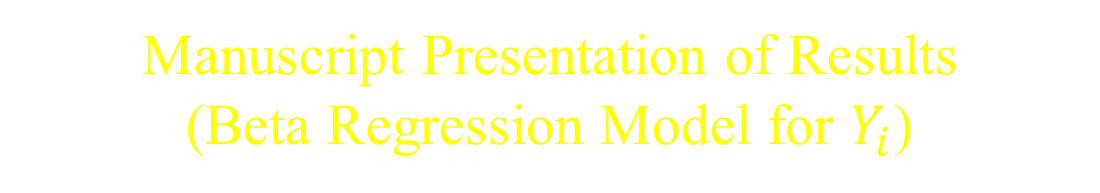 Manuscript Presentation of Results
(Beta Regression Model for Yᵢ)